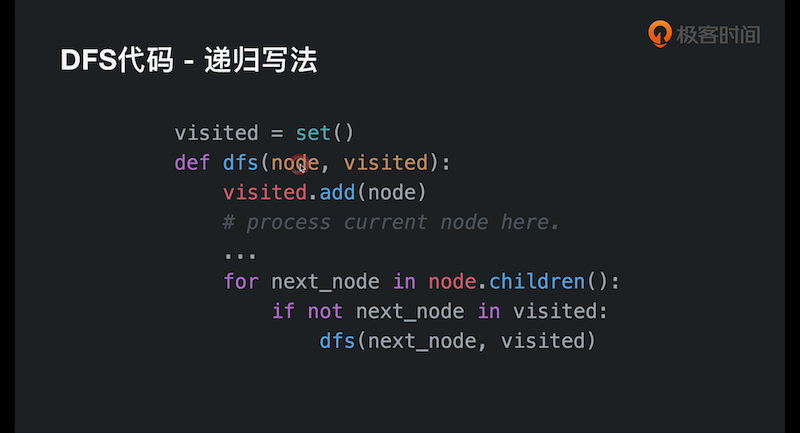 极客时间
DFS代码 - 递归写法
visited = set()
def dfs(node, visited):
    visited.add(node)
    # process current node here.
    ...
    for next_node in node.children():
        if not next_node in visited:
            dfs(next_node, visited)